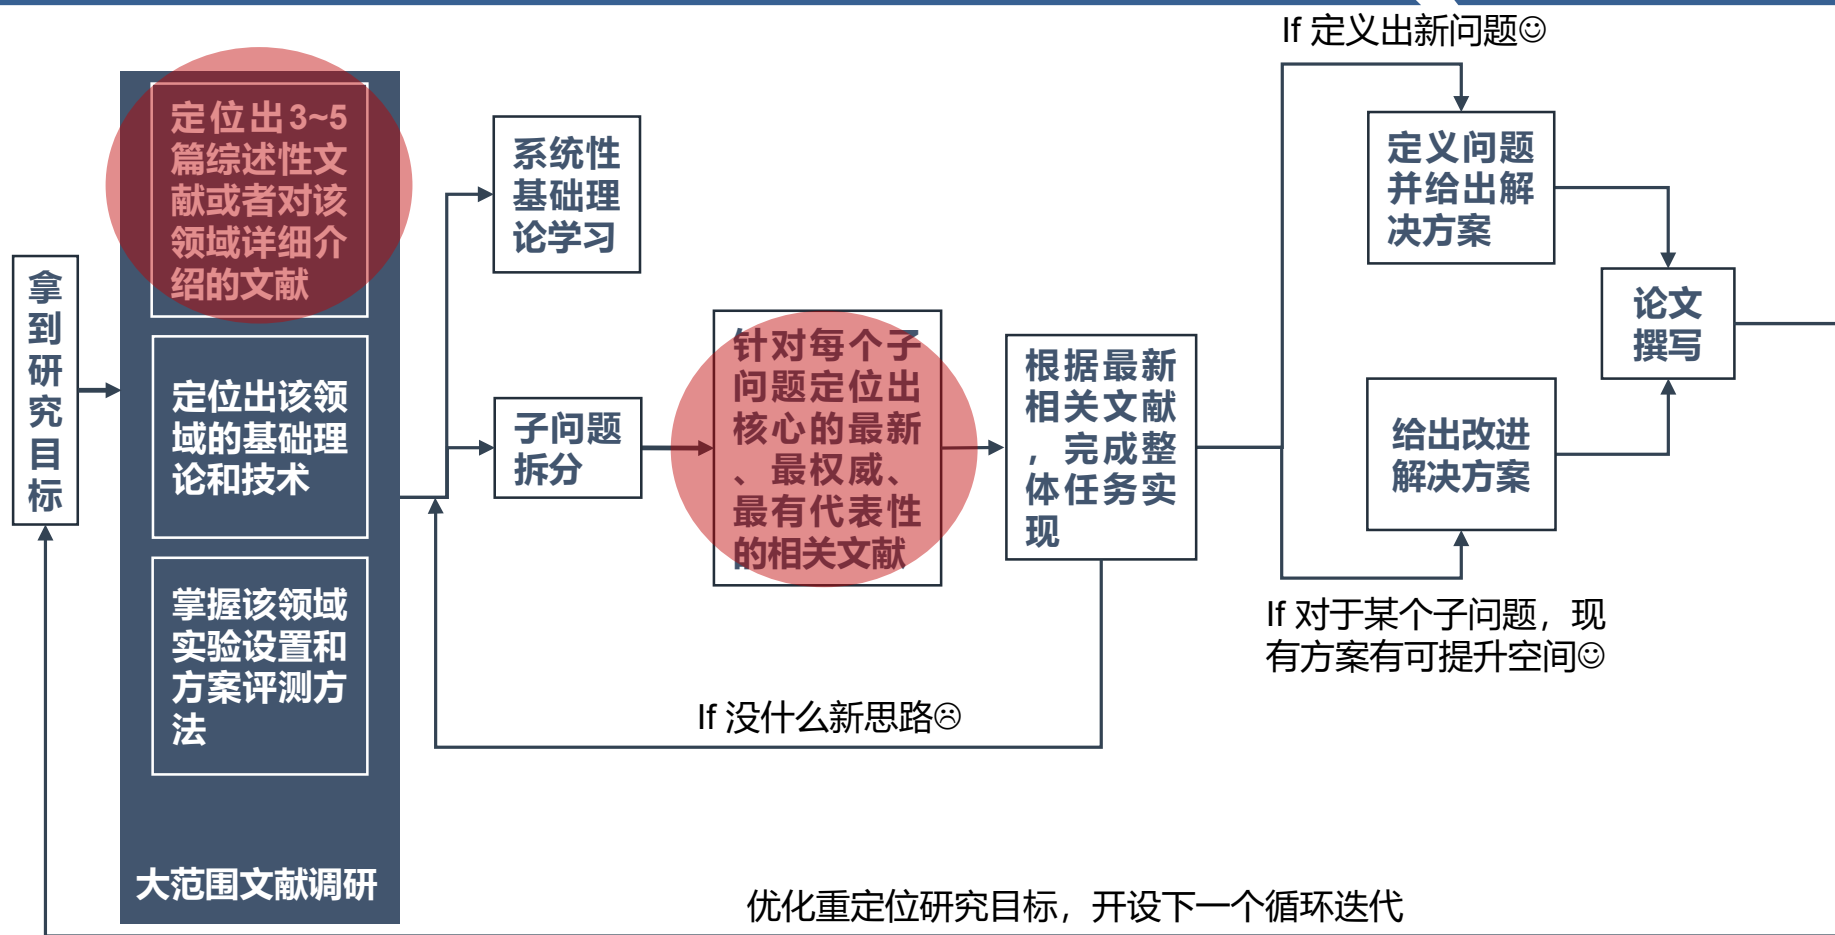 If 定义出新问题☺
定位出3~5
篇综述性文
献或者对该
领域详细介
绍的文献
系统性
基础理
论学习
定义问题
并给出解
决方案
拿
到
研
究
目
标
论文
撰写
针对每个子
问题定位出
核心的最新
、最权威、
最有代表性
的相关文献
根据最新
相关文献
，完成整
体任务实
现
定位出该领
域的基础理
论和技术
子问题
拆分
给出改进
解决方案
掌握该领域
实验设置和
方案评测方
法
If 对于某个子问题，现
有方案有可提升空间☺
If 没什么新思路☹
大范围文献调研
优化重定位研究目标，开设下一个循环迭代